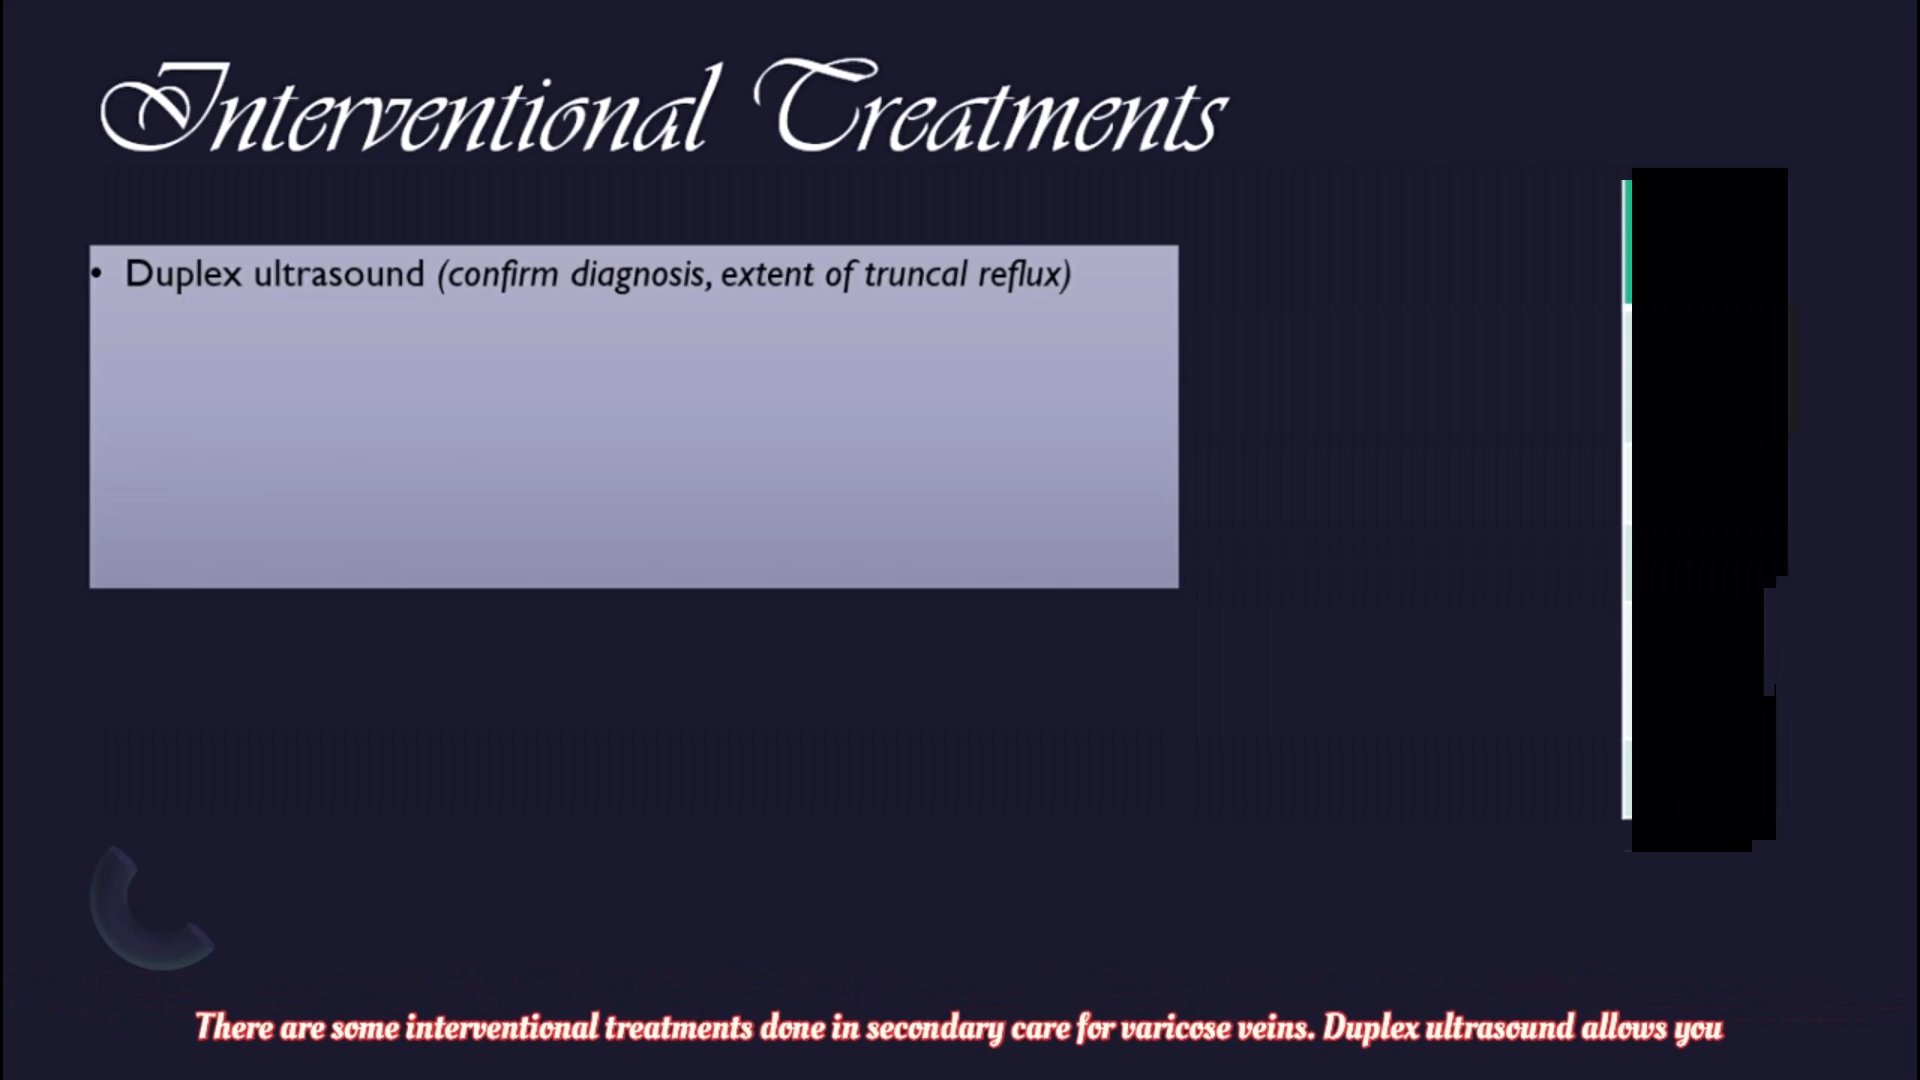 Interventional Treatments
• Duplex ultrasound (confirm diagnosis, extent of truncal reflux)
There are some interventional treatments done in secondary care for varicose veins. Duplex ultrasound allows you